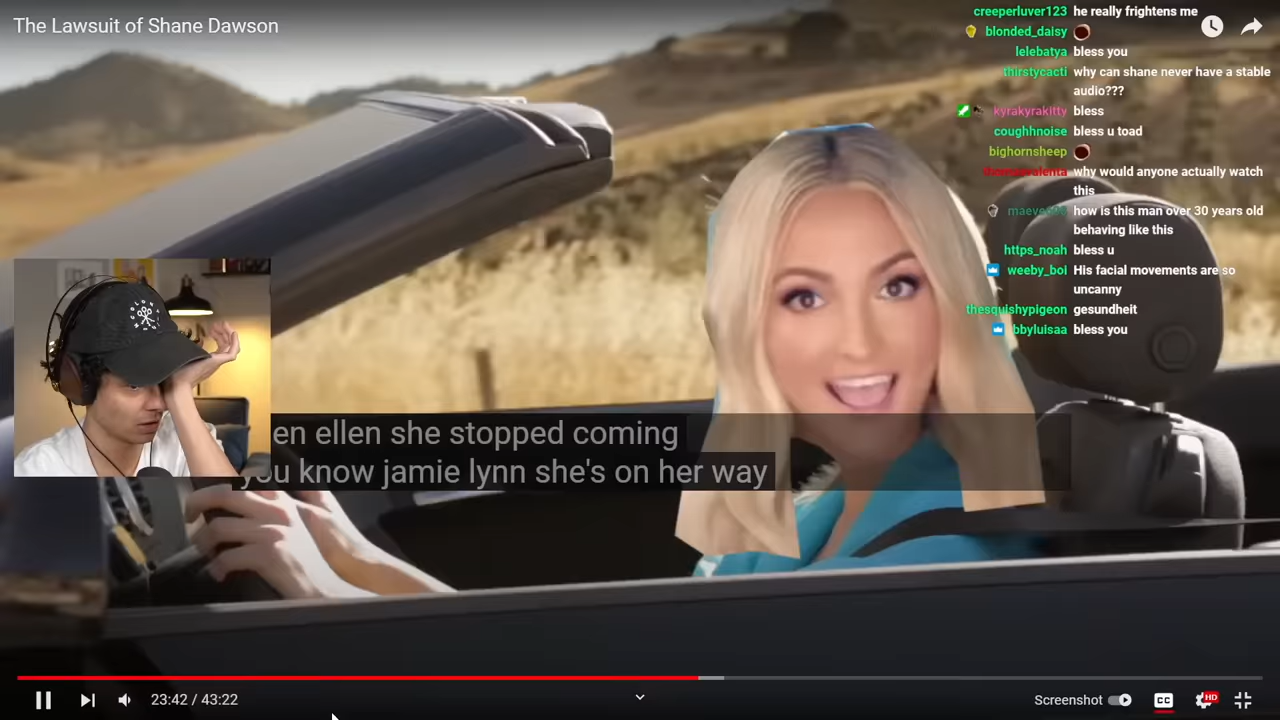 The Lawsuit of Shane Dawson
creeperluver123 he really frightens me
blonded_daisy
lelebatya bless you
thirstycacti why can shane never have a stable
audio???
kyrakyrakitty bless
coughhnoise bless u toad
bighornsheep
why would anyone actually watch
this
how is this man over 30 years old
behaving like this
https_noah bless u
weeby_boi His facial movements are so
uncanny
thesquishypigeon gesundheit
bbyluisaa bless you
en ellen she stopped coming
you know jamie lynn she's on her way
23:42 / 43:22
Screenshot
CC
HD